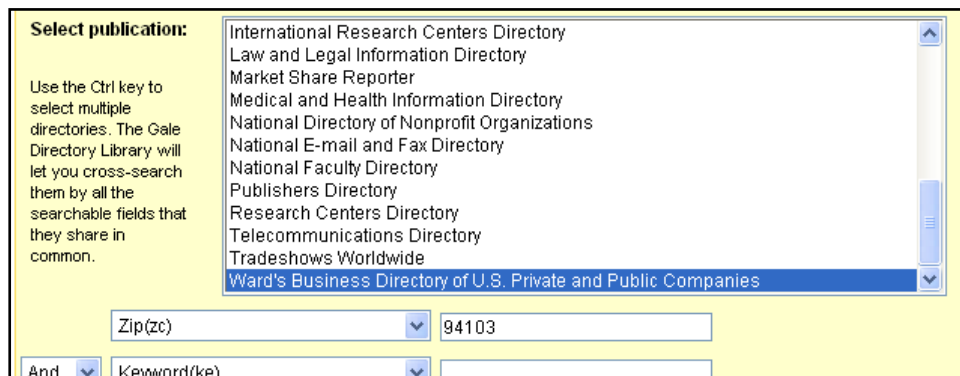 Select publication:
Use the Ctrl key to
select multiple
directories. The Gale
Directory Library will
let you cross-search
them by all the
searchable fields that
they share in
common.
International Research Centers Directory
Law and Legal Information Directory
Market Share Reporter
Medical and Health Information Directory
National Directory of Nonprofit Organizations
National E-mail and Fax Directory
National Faculty Directory
Publishers Directory
Research Centers Directory
Telecommunications Directory
Tradeshows Worldwide
Ward's Business Directory of U.S. Private and Public Companies
Zip(zc) 94103
And Keyword(ke)